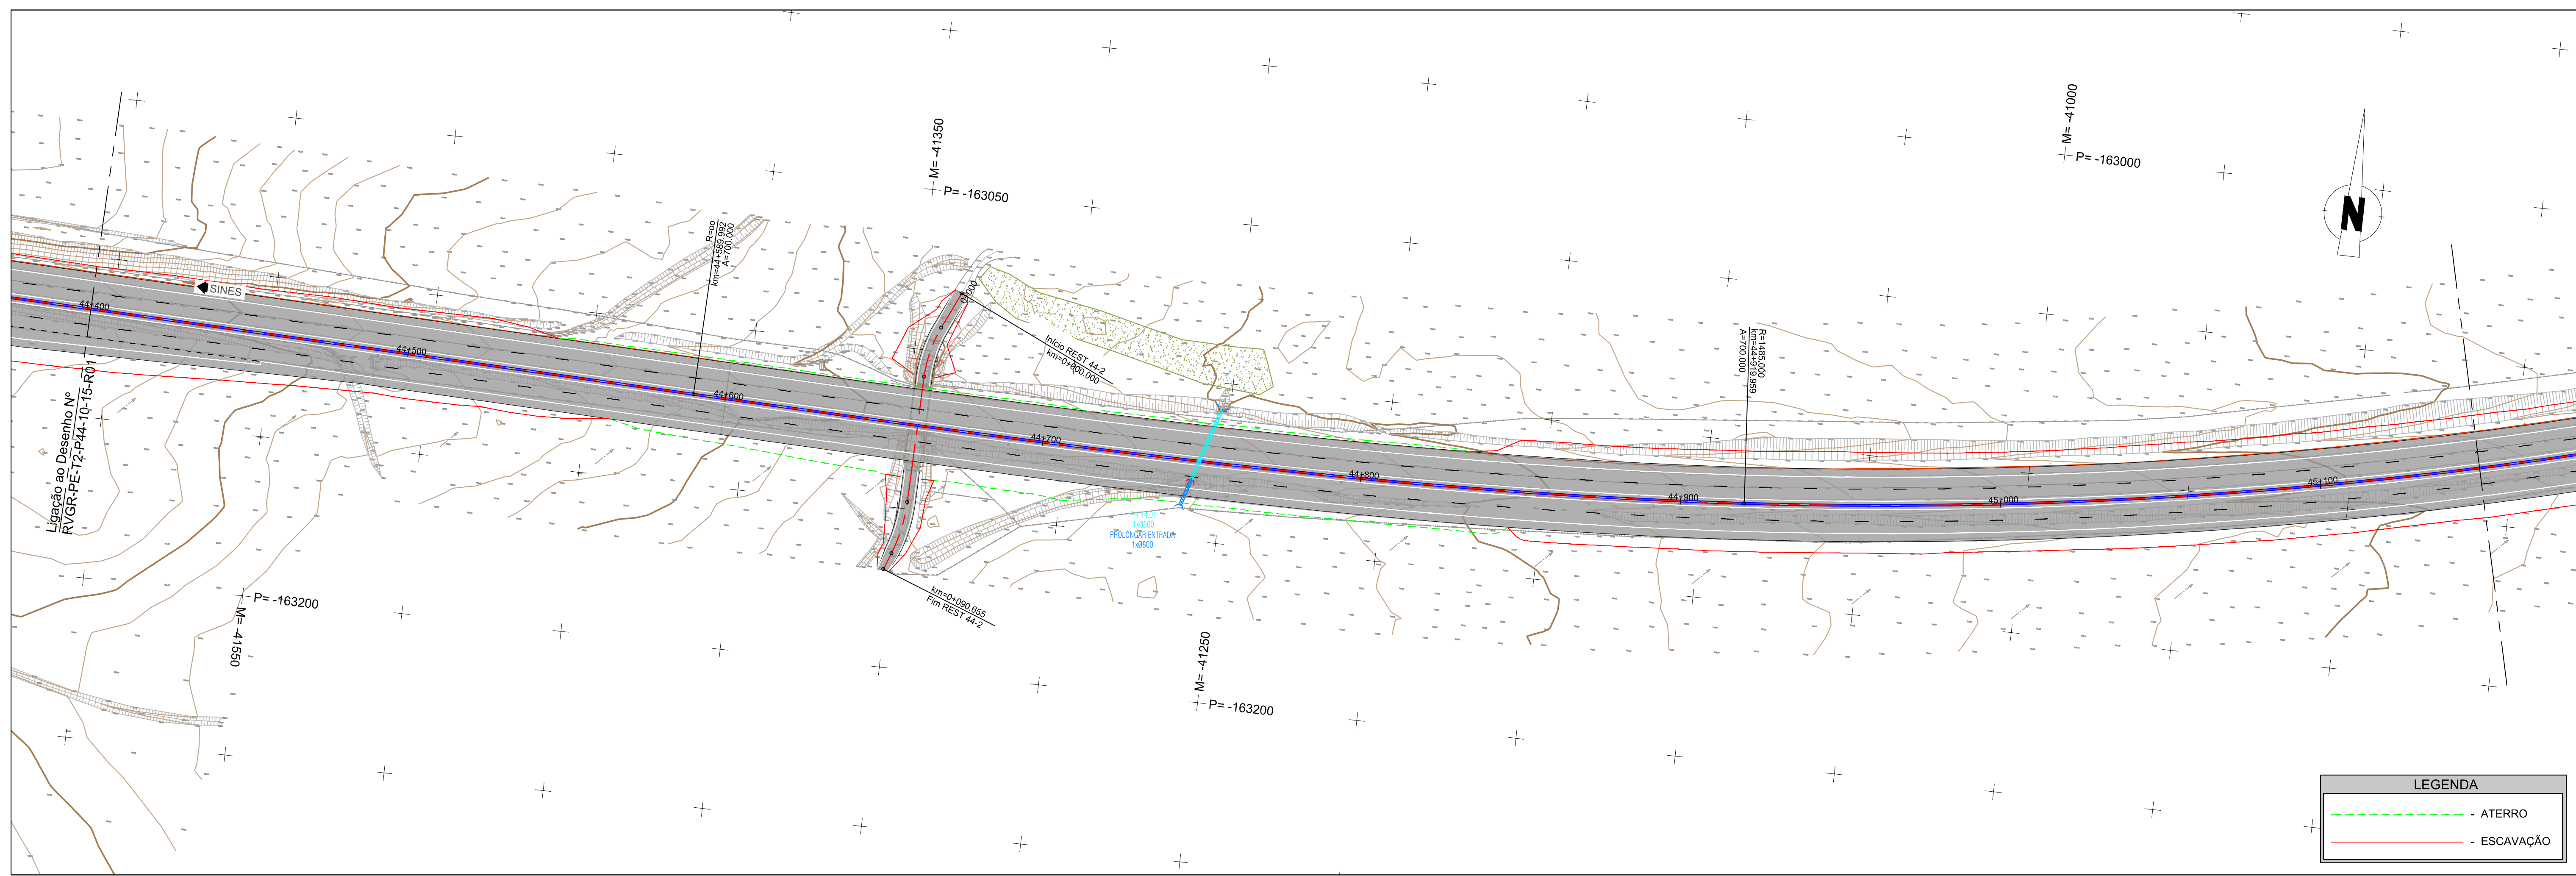 M= -41350
P= -163050
M= -41000
P= -163000
N
SINES
44+400
44+500
44+600
44+700
44+800
44+900
45+000
45+100
R=oo
km=44+589.992
A=700.000
0+000
Início REST 44-2
km=0+000.000
R=1485.000
km=44+919.959
A=700.000
Ligação ao Desenho Nº
RVGR-PE-T2-P44-10-15-R01
1xØ800
PROLONGAR ENTRADA
1xØ800
km=0+090.655
Fim REST 44-2
P= -163200
M= -41550
M= -41250
P= -163200
LEGENDA
- ATERRO
- ESCAVAÇÃO